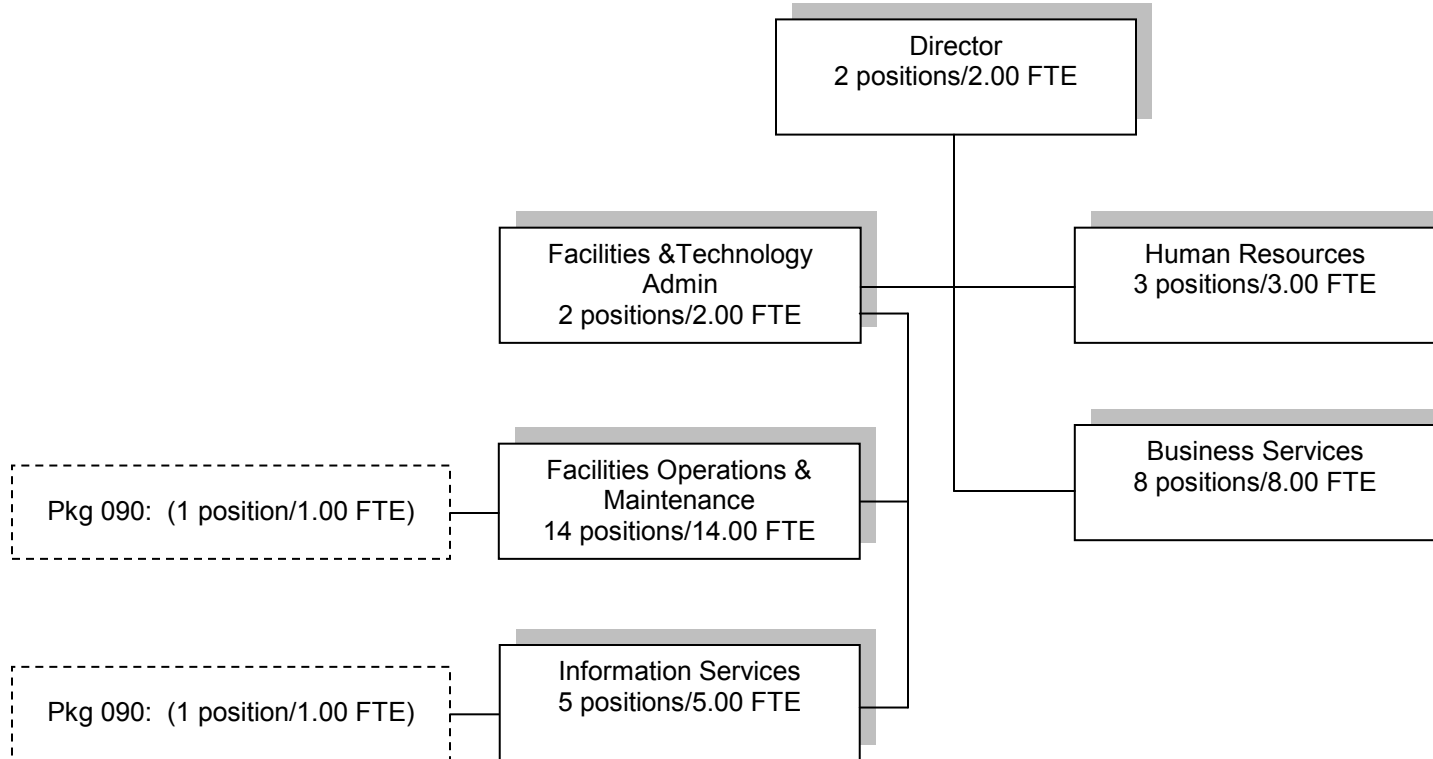 Director
2 positions/2.00 FTE
Facilities &Technology
Admin
2 positions/2.00 FTE
Human Resources
3 positions/3.00 FTE
Business Services
8 positions/8.00 FTE
Pkg 090:  (1 position/1.00 FTE)
Facilities Operations &
Maintenance
14 positions/14.00 FTE
Pkg 090:  (1 position/1.00 FTE)
Information Services
5 positions/5.00 FTE